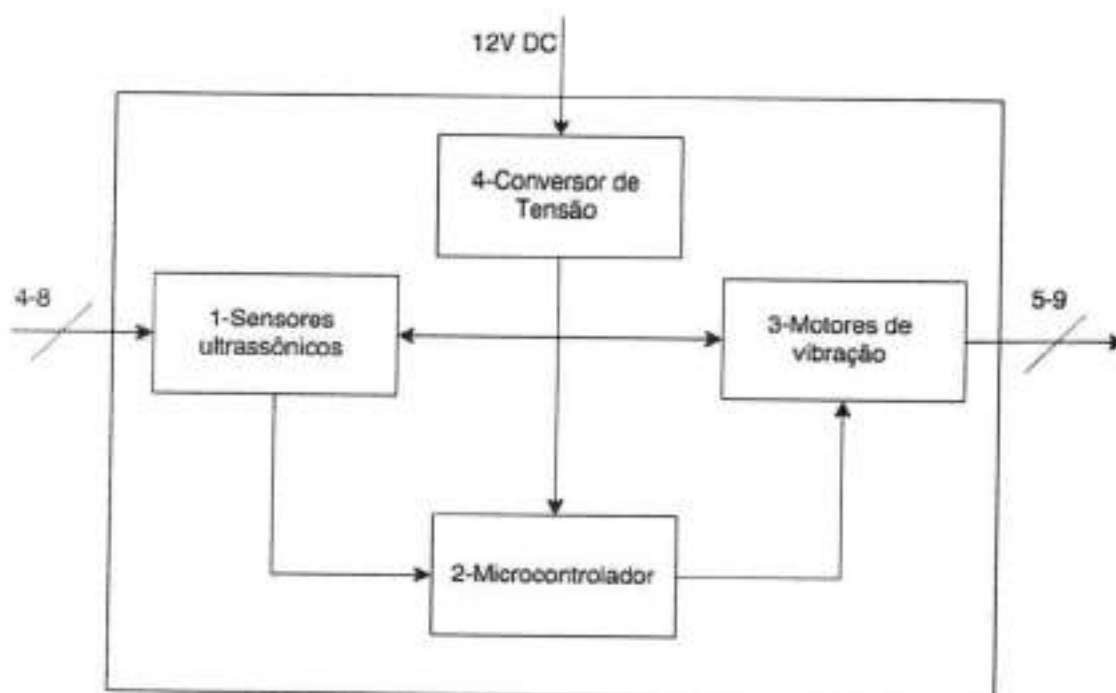 12V DC
4-Conversor de
Tensão
4-8
1-Sensores
ultrassônicos
3-Motores de
vibração
5-9
2-Microcontrolador